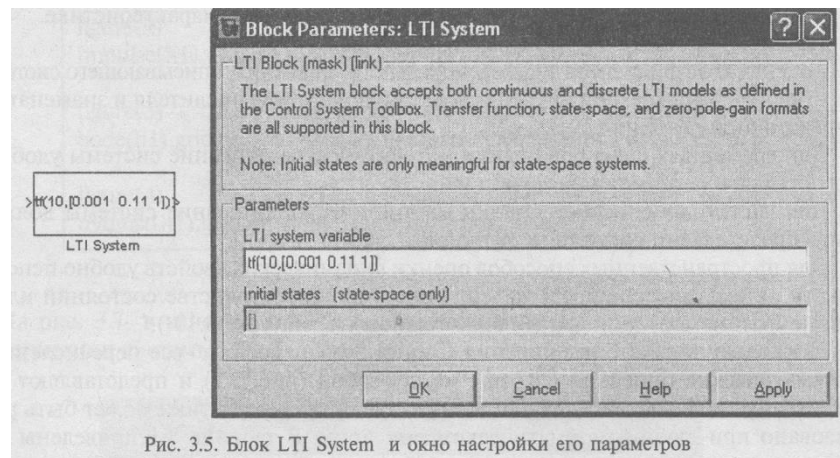 Block Parameters: LTI System
LTI Block (mask) (link)
The LTI System block accepts both continuous and discrete LTI models as defined in
the Control System Toolbox. Transfer function, state-space, and zero-pole-gain formats
are all supported in this block.
Note: Initial states are only meaningful for state-space systems.
tf(10,[0.001 0.11 1])
LTI System
Parameters
LTI system variable
tf(10,[0.001 0.11 1])
Initial states (state-space only)
[]
OK
Cancel
Help
Apply
Рис. 3.5. Блок LTI System и окно настройки его параметров